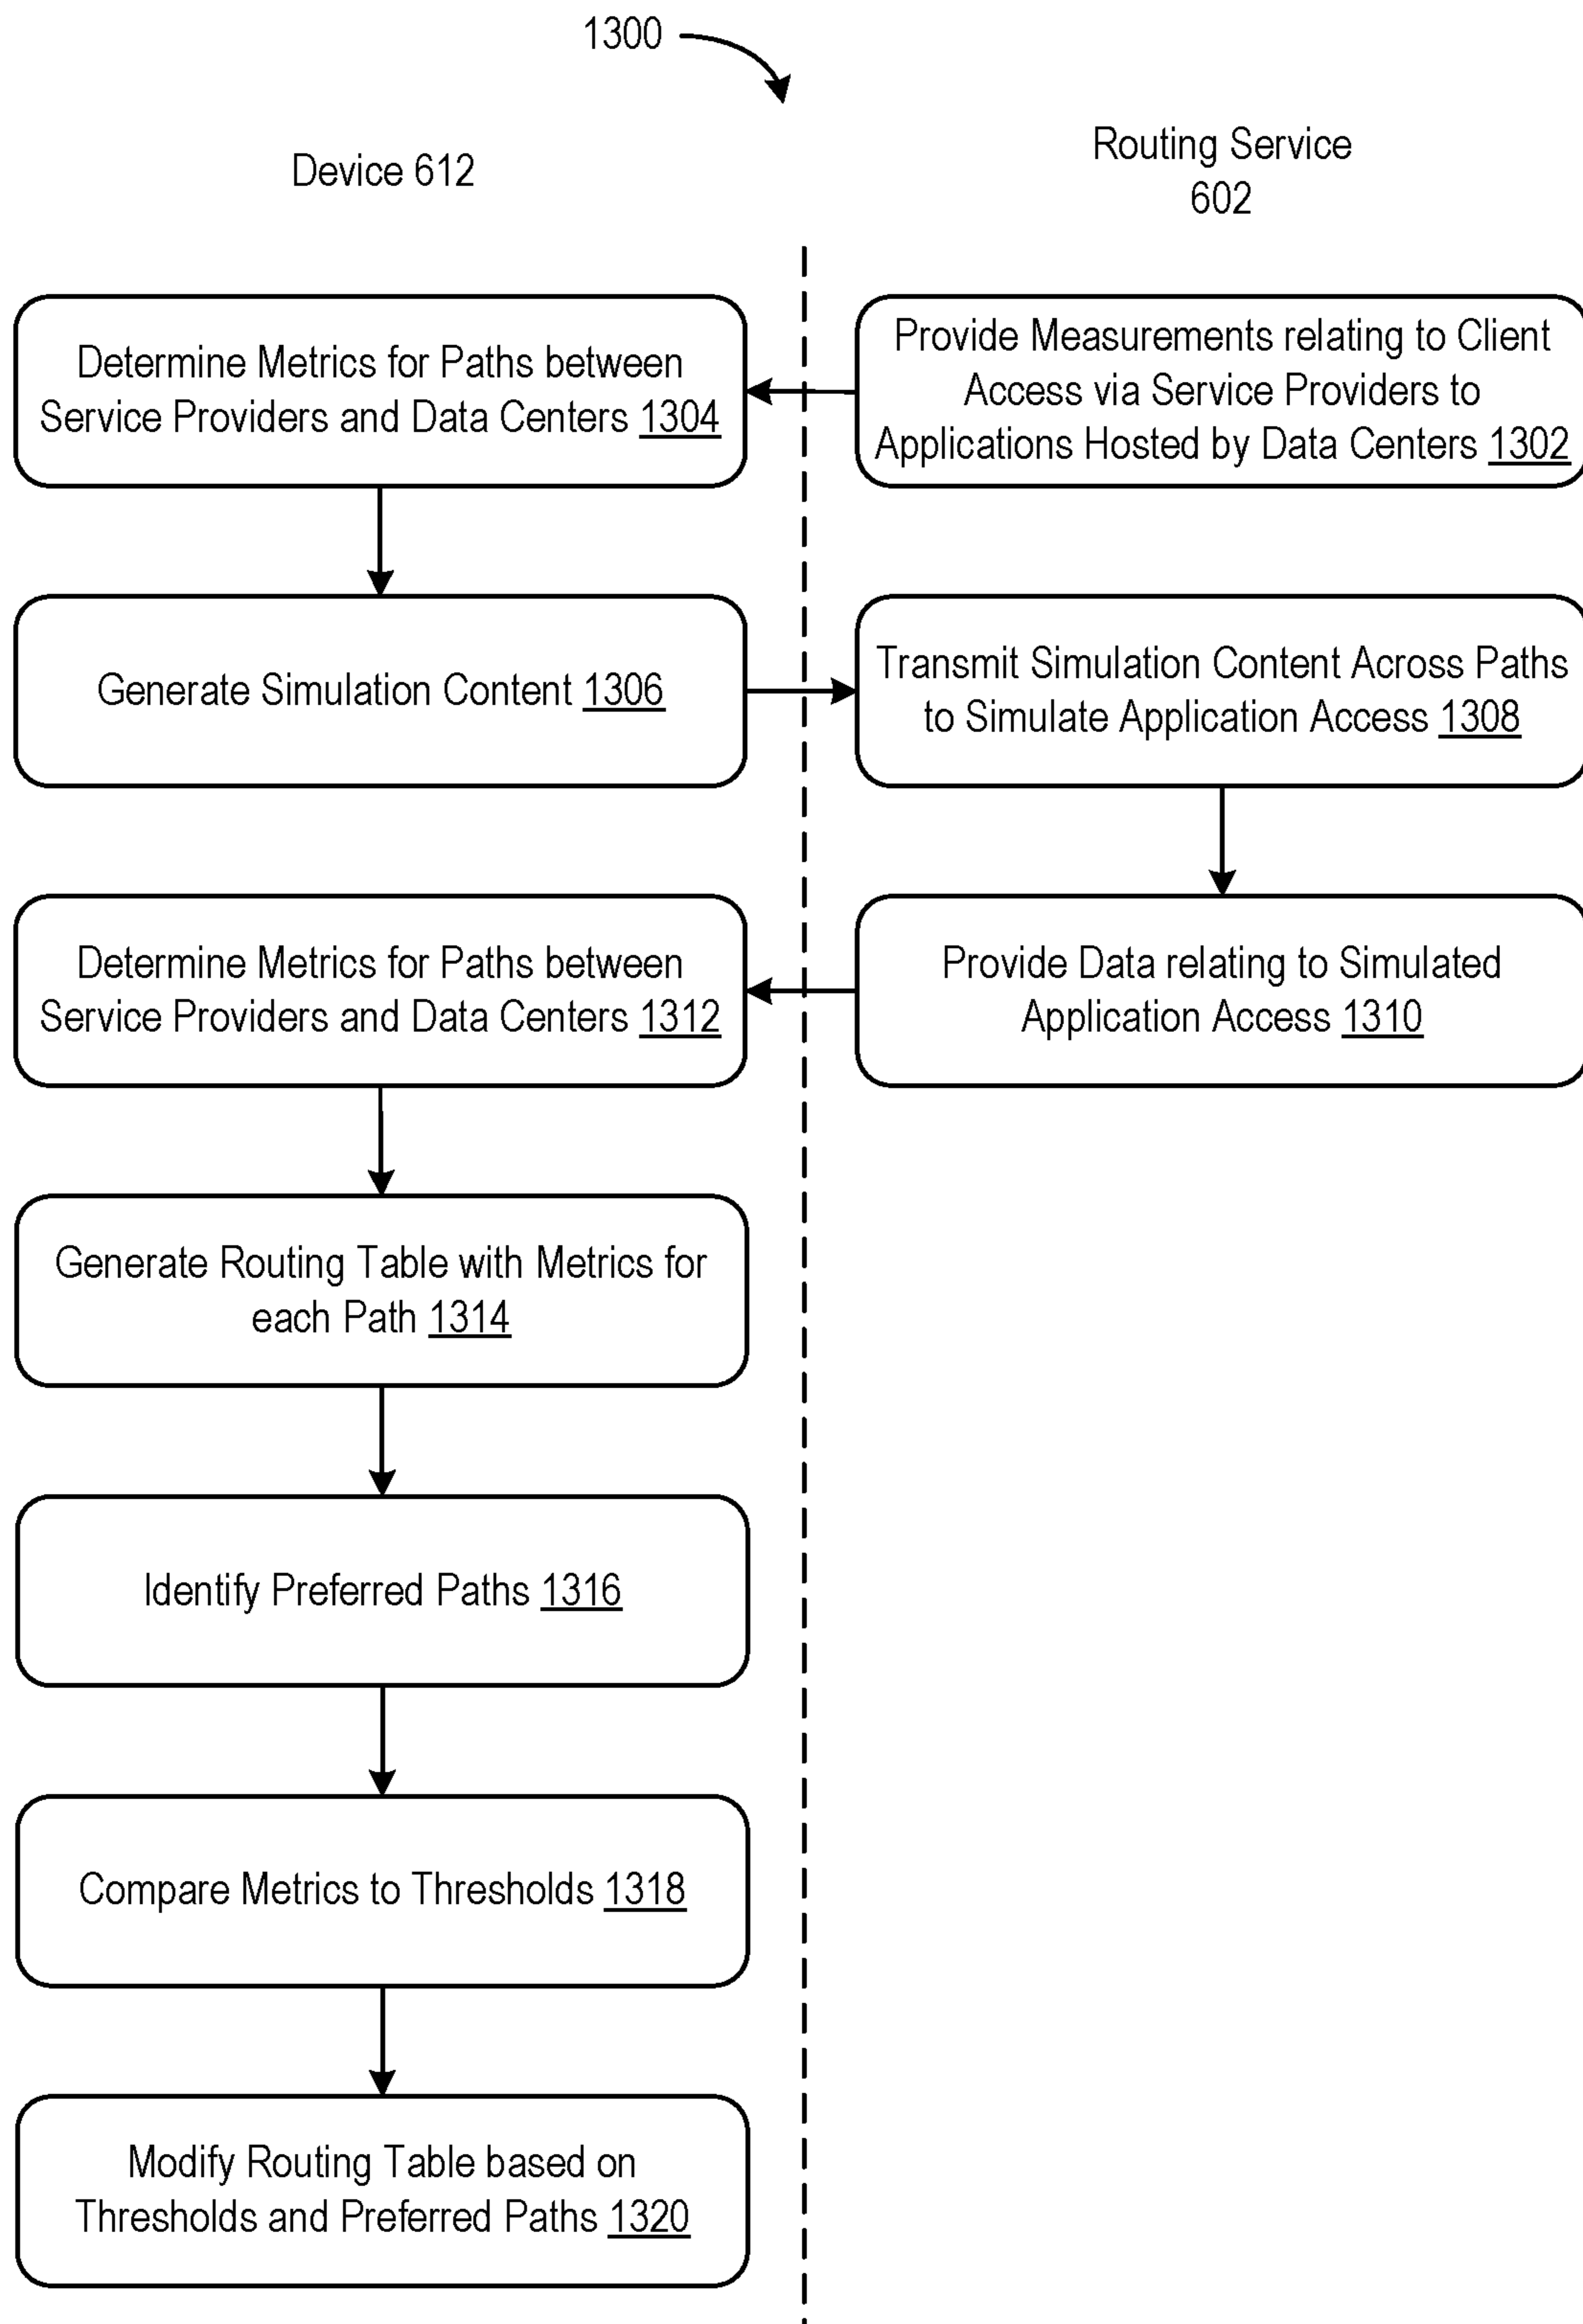 1300
Device 612
Routing Service
602
Determine Metrics for Paths between
Service Providers and Data Centers 1304
Provide Measurements relating to Client
Access via Service Providers to
Applications Hosted by Data Centers 1302
Generate Simulation Content 1306
Transmit Simulation Content Across Paths
to Simulate Application Access 1308
Determine Metrics for Paths between
Service Providers and Data Centers 1312
Provide Data relating to Simulated
Application Access 1310
Generate Routing Table with Metrics for
each Path 1314
Identify Preferred Paths 1316
Compare Metrics to Thresholds 1318
Modify Routing Table based on
Thresholds and Preferred Paths 1320